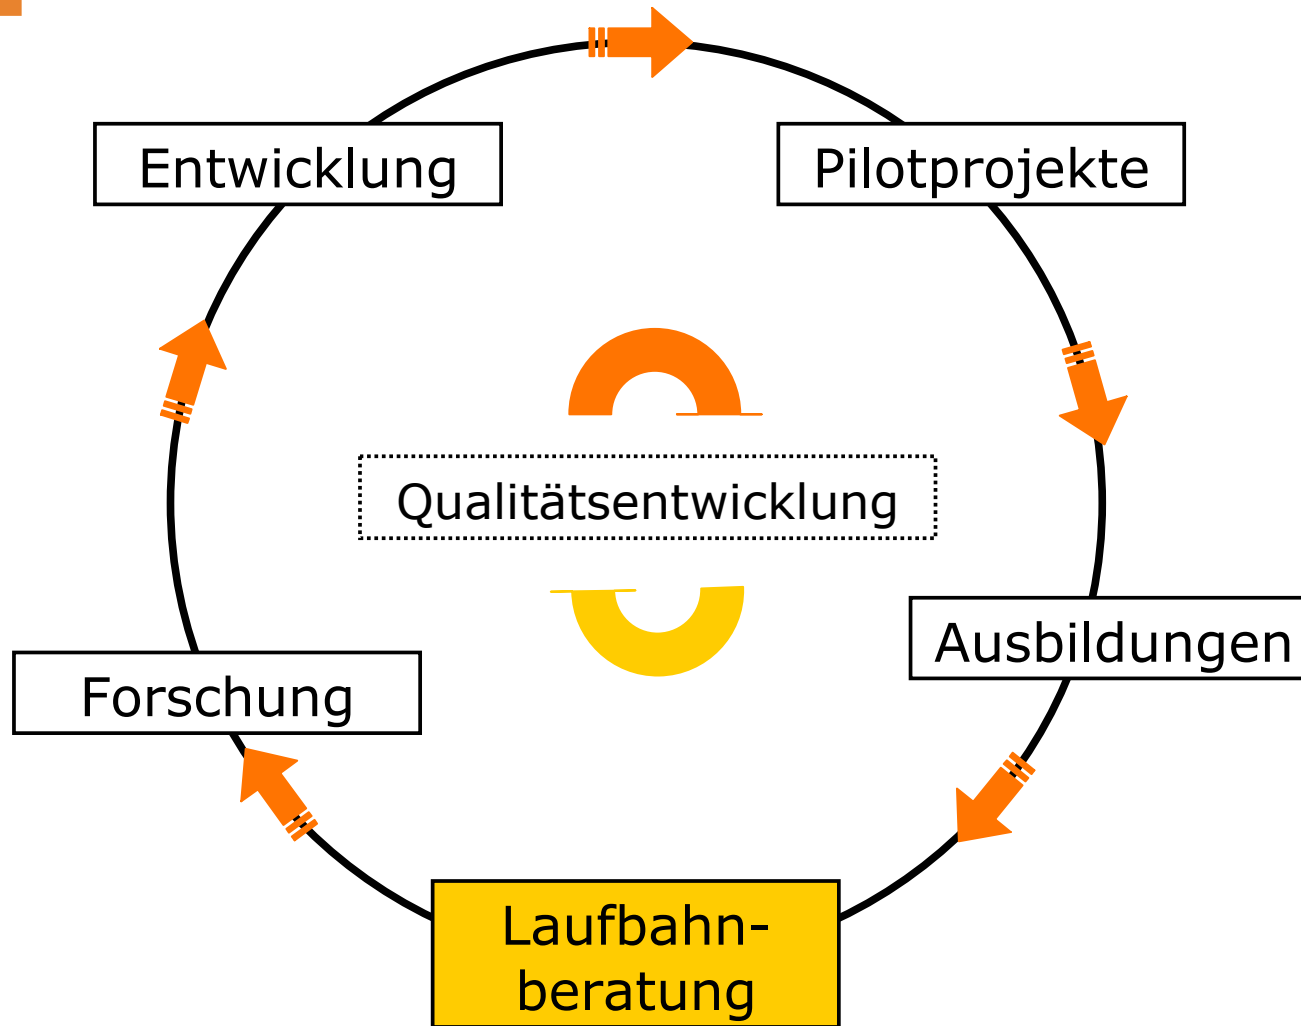 Entwicklung
Pilotprojekte
Qualitätsentwicklung
Ausbildungen
Forschung
Laufbahn-
beratung